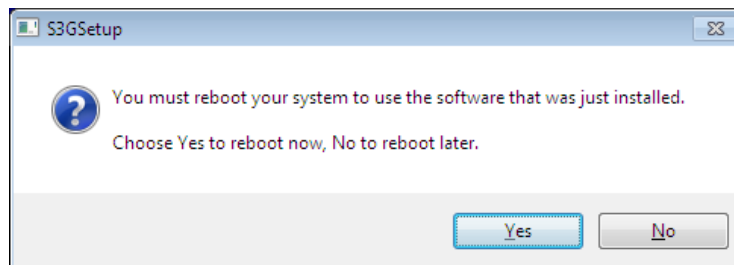 S3GSetup
You must reboot your system to use the software that was just installed.
Choose Yes to reboot now, No to reboot later.
Yes
No